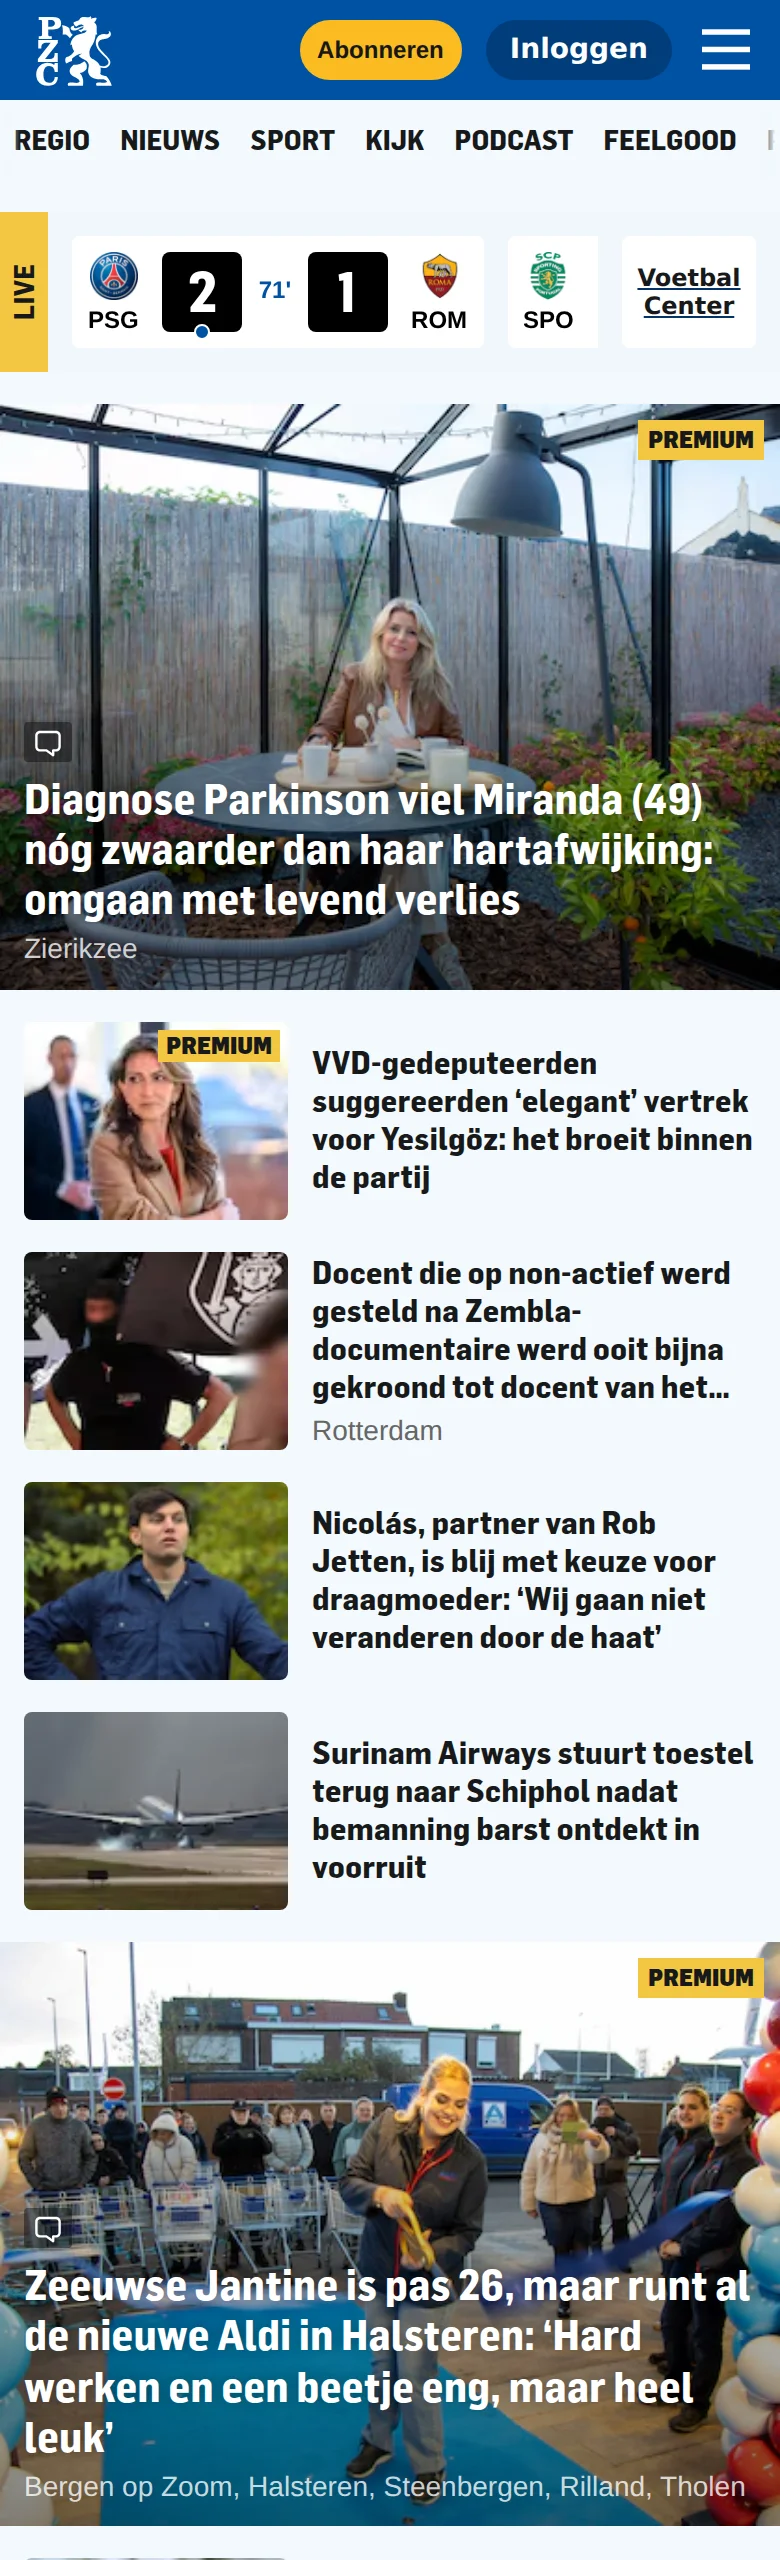 PZC
Abonneren
Inloggen
REGIO NIEUWS SPORT KIJK PODCAST FEELGOOD
LIVE
PSG
2
71'
1
ROMA
ROM
SCP
SPO
Voetbal
Center
PREMIUM
Diagnose Parkinson viel Miranda (49)
nóg zwaarder dan haar hartafwijking:
omgaan met levend verlies
Zierikzee
PREMIUM
VVD-gedeputeerden
suggereerden ‘elegant’ vertrek
voor Yesilgöz: het broeit binnen
de partij
Docent die op non-actief werd
gesteld na Zembla-
documentaire werd ooit bijna
gekroond tot docent van het...
Rotterdam
Nicolás, partner van Rob
Jetten, is blij met keuze voor
draagmoeder: ‘Wij gaan niet
veranderen door de haat’
Surinam Airways stuurt toestel
terug naar Schiphol nadat
bemanning barst ontdekt in
voorruit
PREMIUM
Zeeuwse Jantine is pas 26, maar runt al
de nieuwe Aldi in Halsteren: ‘Hard
werken en een beetje eng, maar heel
leuk’
Bergen op Zoom, Halsteren, Steenbergen, Rilland, Tholen